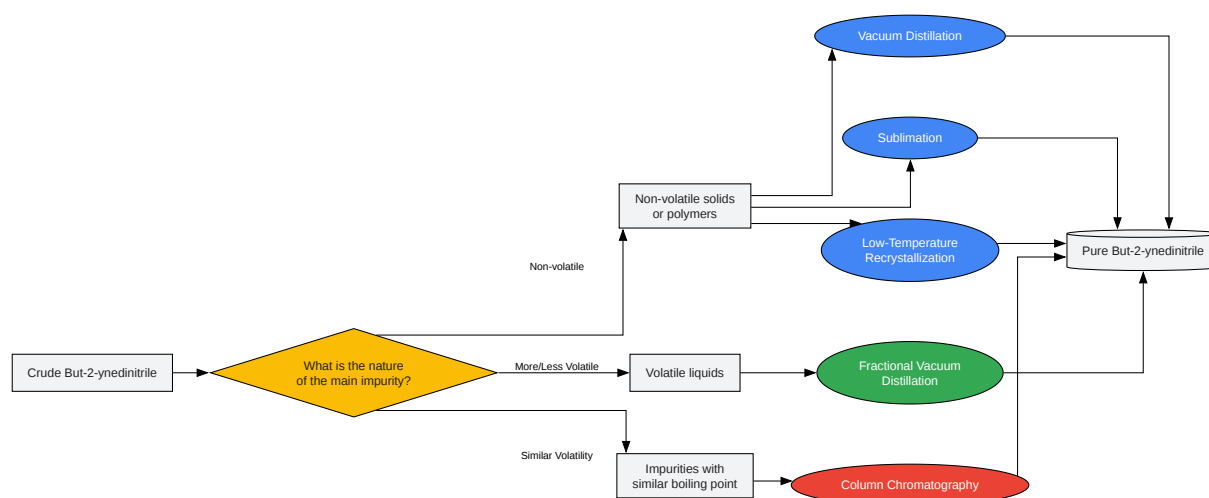 Vacuum Distillation
Sublimation
Non-volatile solids
or polymers
Low-Temperature
Recrystallization
Pure But-2-ynedinitrile
Non-volatile
Crude But-2-ynedinitrile
What is the nature
of the main impurity?
More/Less Volatile
Volatile liquids
Fractional Vacuum
Distillation
Similar Volatility
Impurities with
similar boiling point
Column Chromatography